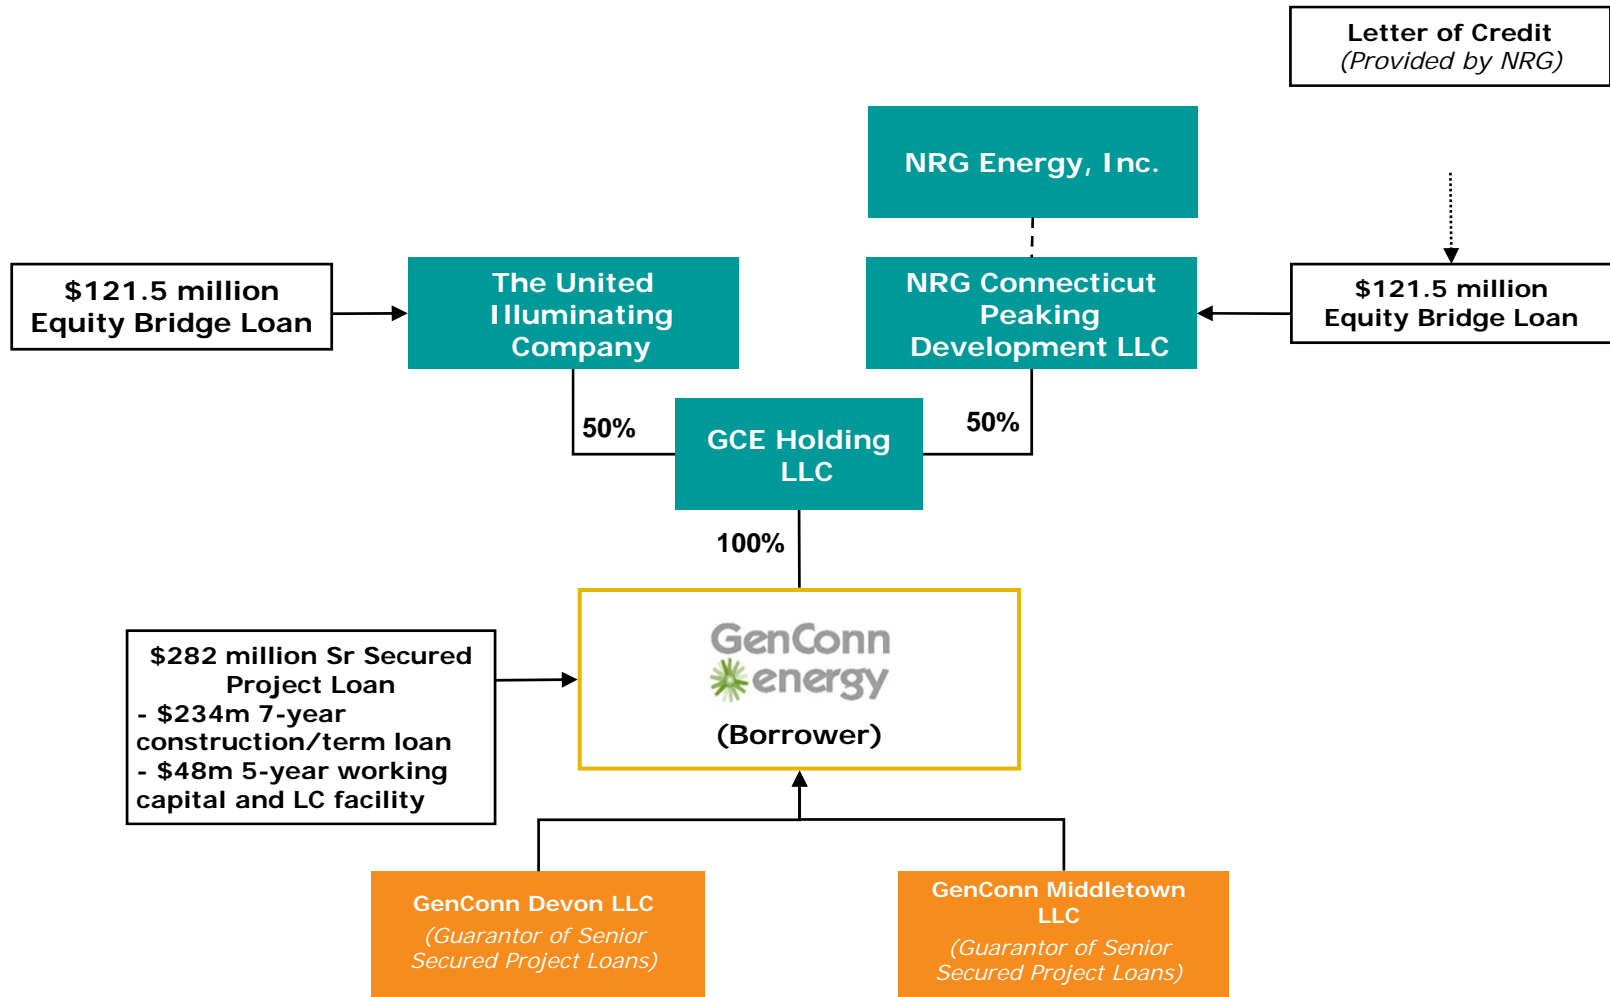 Letter of Credit
(Provided by NRG)
NRG Energy, Inc.
$121.5 million
Equity Bridge Loan
The United
Illuminating
Company
NRG Connecticut
Peaking
Development LLC
$121.5 million
Equity Bridge Loan
50%
GCE Holding
LLC
50%
100%
$282 million Sr Secured
Project Loan
- $234m 7-year
construction/term loan
- $48m 5-year working
capital and LC facility
GenConn
energy
(Borrower)
GenConn Devon LLC
(Guarantor of Senior
Secured Project Loans)
GenConn Middletown
LLC
(Guarantor of Senior
Secured Project Loans)